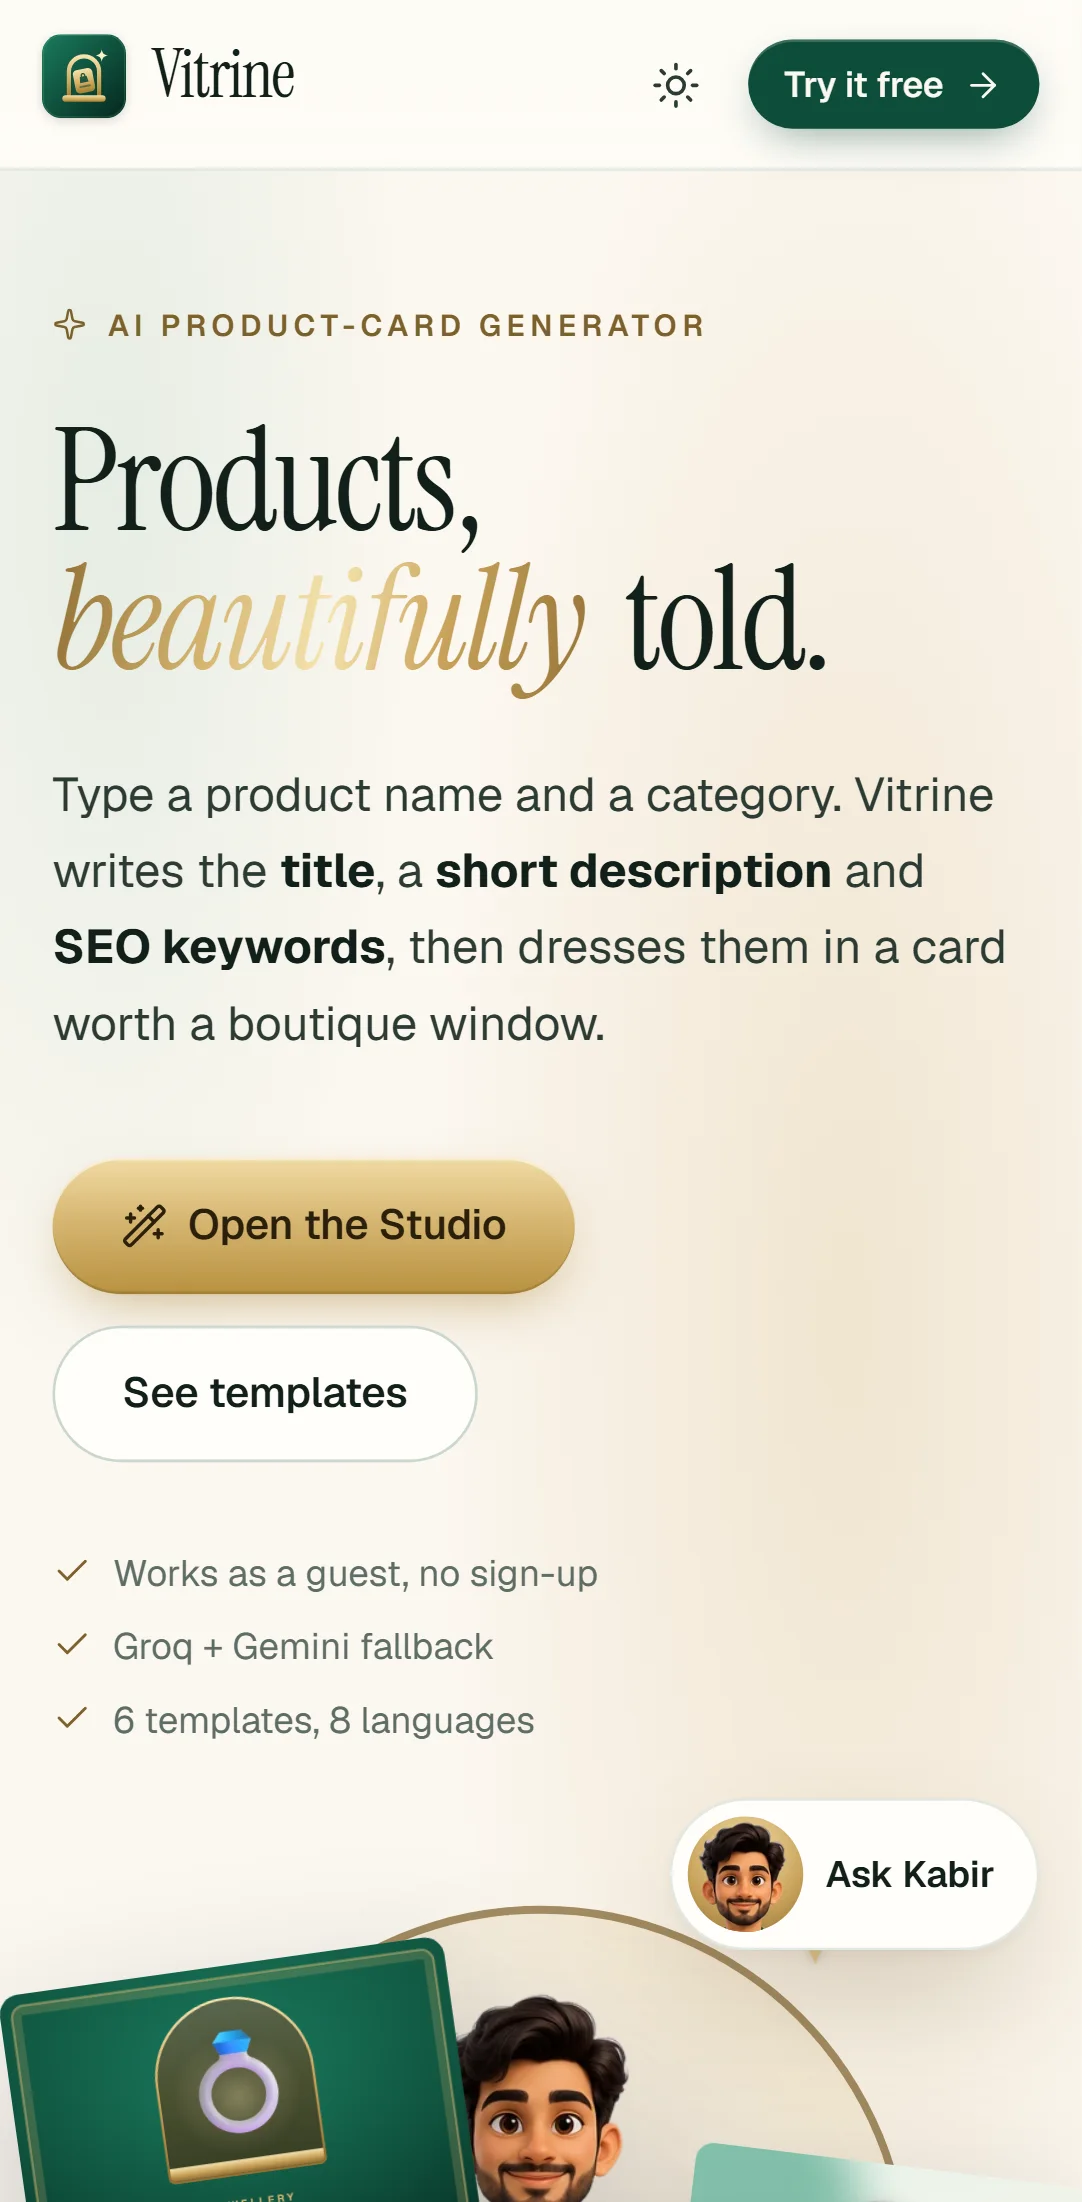 Vitrine
Try it free
AI PRODUCT-CARD GENERATOR
Products,
beautifully told.
Type a product name and a category. Vitrine
writes the title, a short description and
SEO keywords, then dresses them in a card
worth a boutique window.
Open the Studio
See templates
Works as a guest, no sign-up
Groq + Gemini fallback
6 templates, 8 languages
Ask Kabir